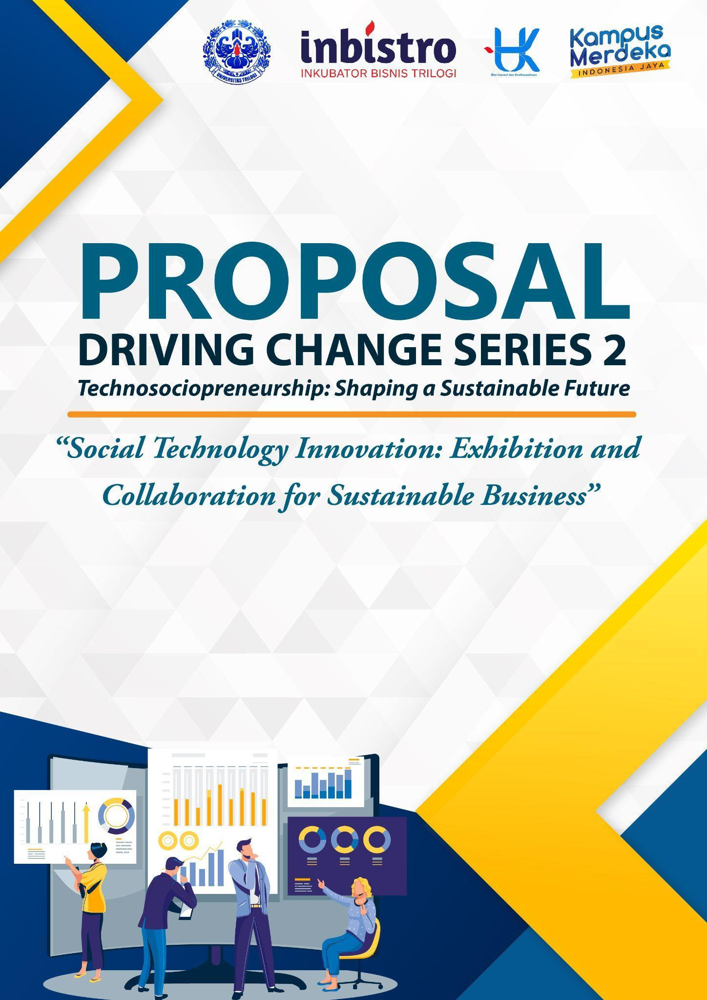 UNIVERSITAS TRILOGI
inbistro
INKUBATOR BISNIS TRILOGI
Biro Inovasi dan Kewirausahaan
Kampus
Merdeka
INDONESIA JAYA
PROPOSAL
DRIVING CHANGE SERIES 2
Technosociopreneurship: Shaping a Sustainable Future
“Social Technology Innovation: Exhibition and
Collaboration for Sustainable Business”